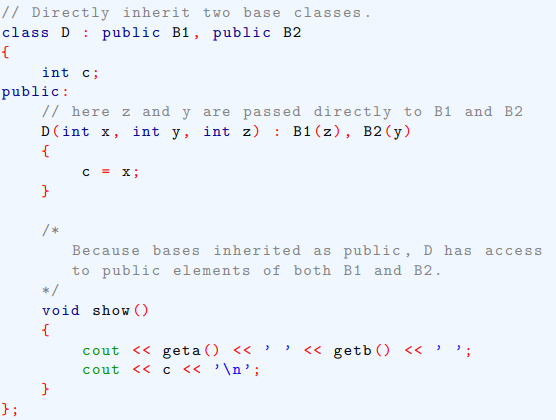 // Directly inherit two base classes.
class D : public B1, public B2
{
    int c;
public:
    // here z and y are passed directly to B1 and B2
    D(int x, int y, int z) : B1(z), B2(y)
    {
        c = x;
    }

    /*
       Because bases inherited as public, D has access
       to public elements of both B1 and B2.
    */
    void show()
    {
        cout << geta() << ’ ’ << getb() << ’ ’;
        cout << c << ’\n’;
    }
};